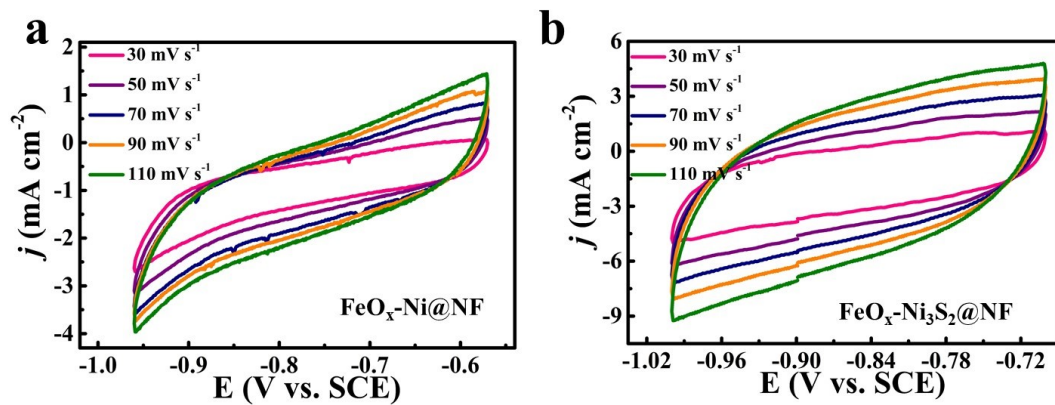 a
30 mV s⁻¹
50 mV s⁻¹
70 mV s⁻¹
90 mV s⁻¹
110 mV s⁻¹
2
1
0
-1
-2
-3
-4
j (mA cm⁻²)
FeOₓ-Ni@NF
-1.0
-0.9
-0.8
-0.7
-0.6
E (V vs. SCE)
b
30 mV s⁻¹
50 mV s⁻¹
70 mV s⁻¹
90 mV s⁻¹
110 mV s⁻¹
6
3
0
-3
-6
-9
j (mA cm⁻²)
FeOₓ-Ni₃S₂@NF
-1.02
-0.96
-0.90
-0.84
-0.78
-0.72
E (V vs. SCE)